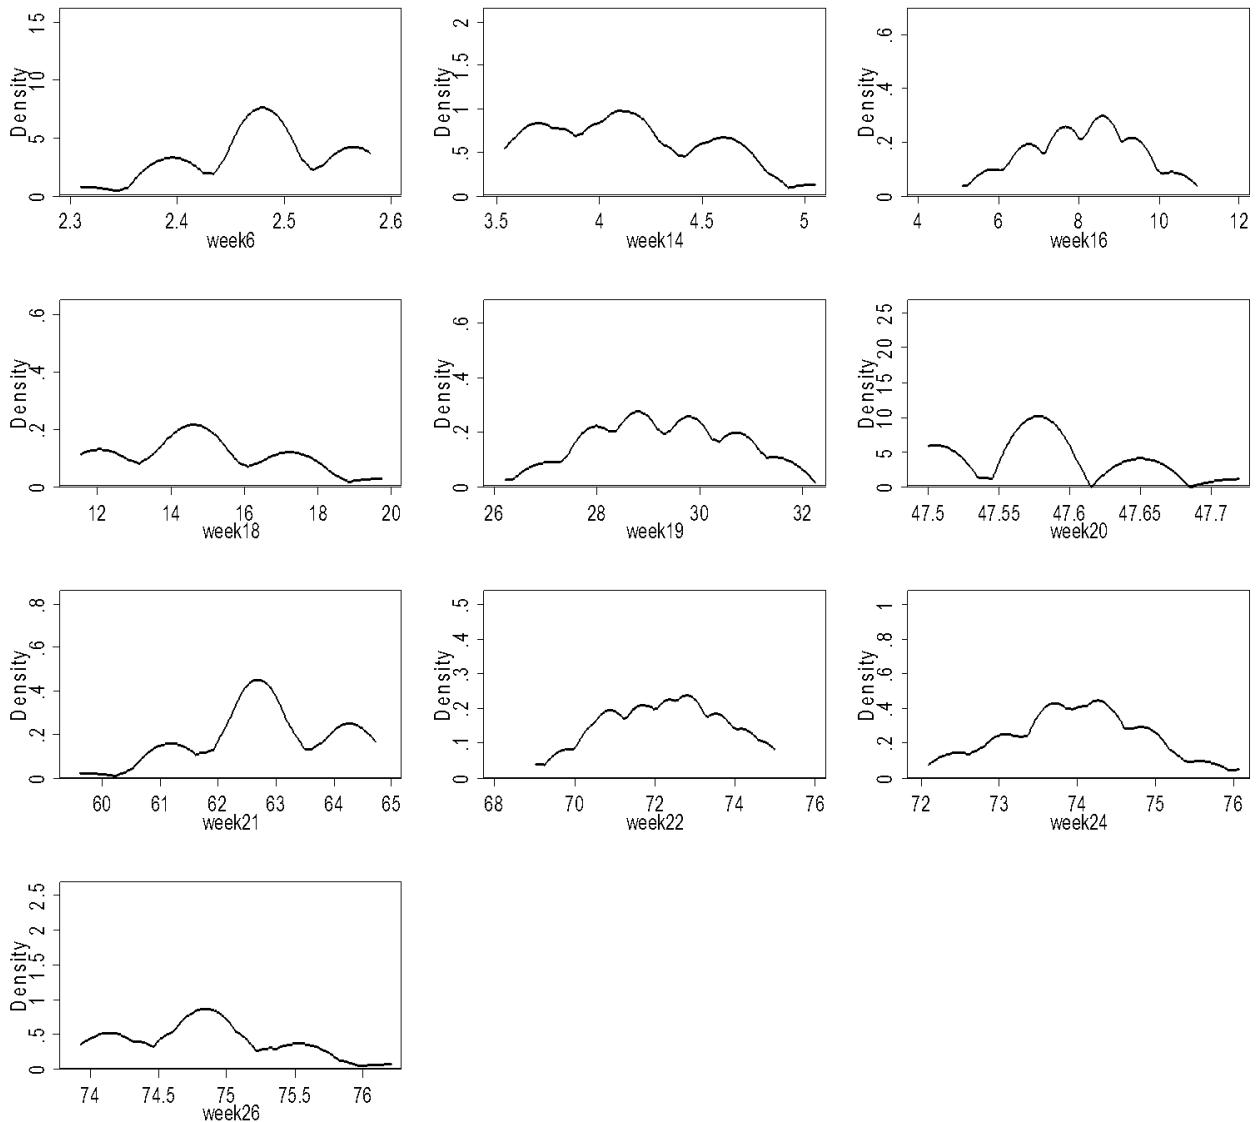 Density
15
10
5
0
2.3 2.4 2.5 2.6
week6
Density
2
1.5
1
.5
0
3.5 4 4.5 5
week14
Density
.6
.4
.2
0
4 6 8 10 12
week16
Density
.6
.4
.2
0
12 14 16 18 20
week18
Density
.6
.4
.2
0
26 28 30 32
week19
Density
25
20
15
10
5
0
47.5 47.55 47.6 47.65 47.7
week20
Density
.8
.6
.4
.2
0
60 61 62 63 64 65
week21
Density
.5
.4
.3
.2
.1
0
68 70 72 74 76
week22
Density
1
.8
.6
.4
.2
0
72 73 74 75 76
week24
Density
2.5
2
1.5
1
.5
0
74 74.5 75 75.5 76
week26